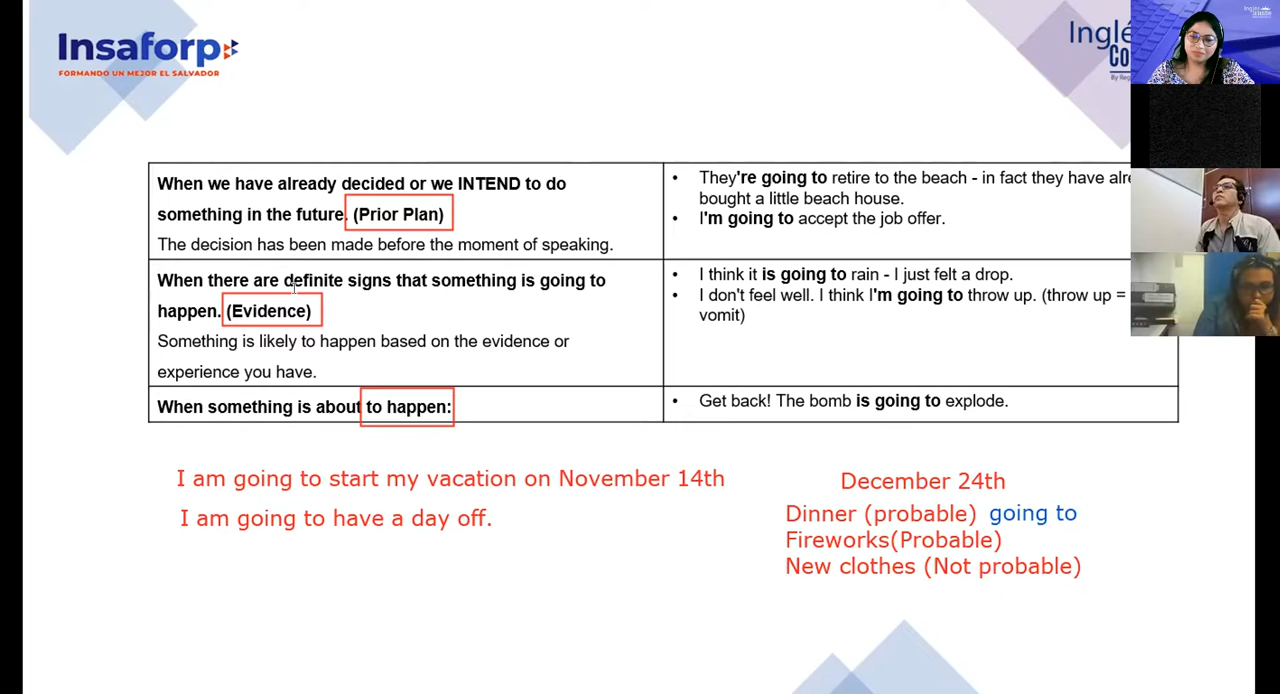 Insaforp
FORMANDO UN MEJOR EL SALVADOR
When we have already decided or we INTEND to do
something in the future. (Prior Plan)
The decision has been made before the moment of speaking.
They're going to retire to the beach - in fact they have
bought a little beach house.
I'm going to accept the job offer.
When there are definite signs that something is going to
happen. (Evidence)
Something is likely to happen based on the evidence or
experience you have.
I think it is going to rain - I just felt a drop.
I don't feel well. I think I'm going to throw up. (throw up =
vomit)
When something is about to happen:
Get back! The bomb is going to explode.
I am going to start my vacation on November 14th
I am going to have a day off.
December 24th
Dinner (probable) going to
Fireworks(Probable)
New clothes (Not probable)